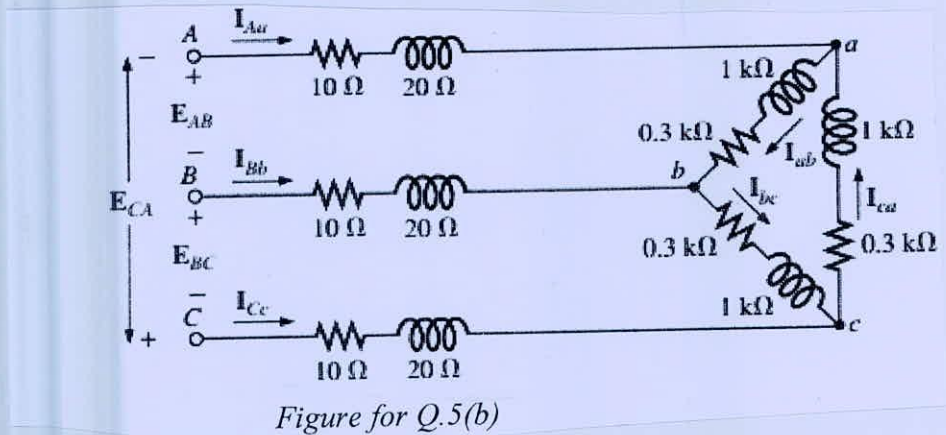 A I_Aa
− 10 Ω 20 Ω a
+ 1 kΩ
E_AB 0.3 kΩ I_ab 1 kΩ
−
B I_Bb b I_bc I_ca
E_CA + 10 Ω 20 Ω 0.3 kΩ 0.3 kΩ
E_BC
−
C I_Cc 1 kΩ
+ 10 Ω 20 Ω c
Figure for Q.5(b)